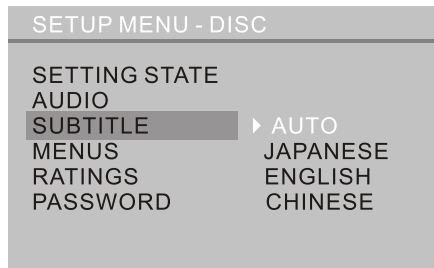 SETUP MENU - DISC
SETTING STATE
AUDIO
SUBTITLE AUTO
MENUS JAPANESE
RATINGS ENGLISH
PASSWORD CHINESE